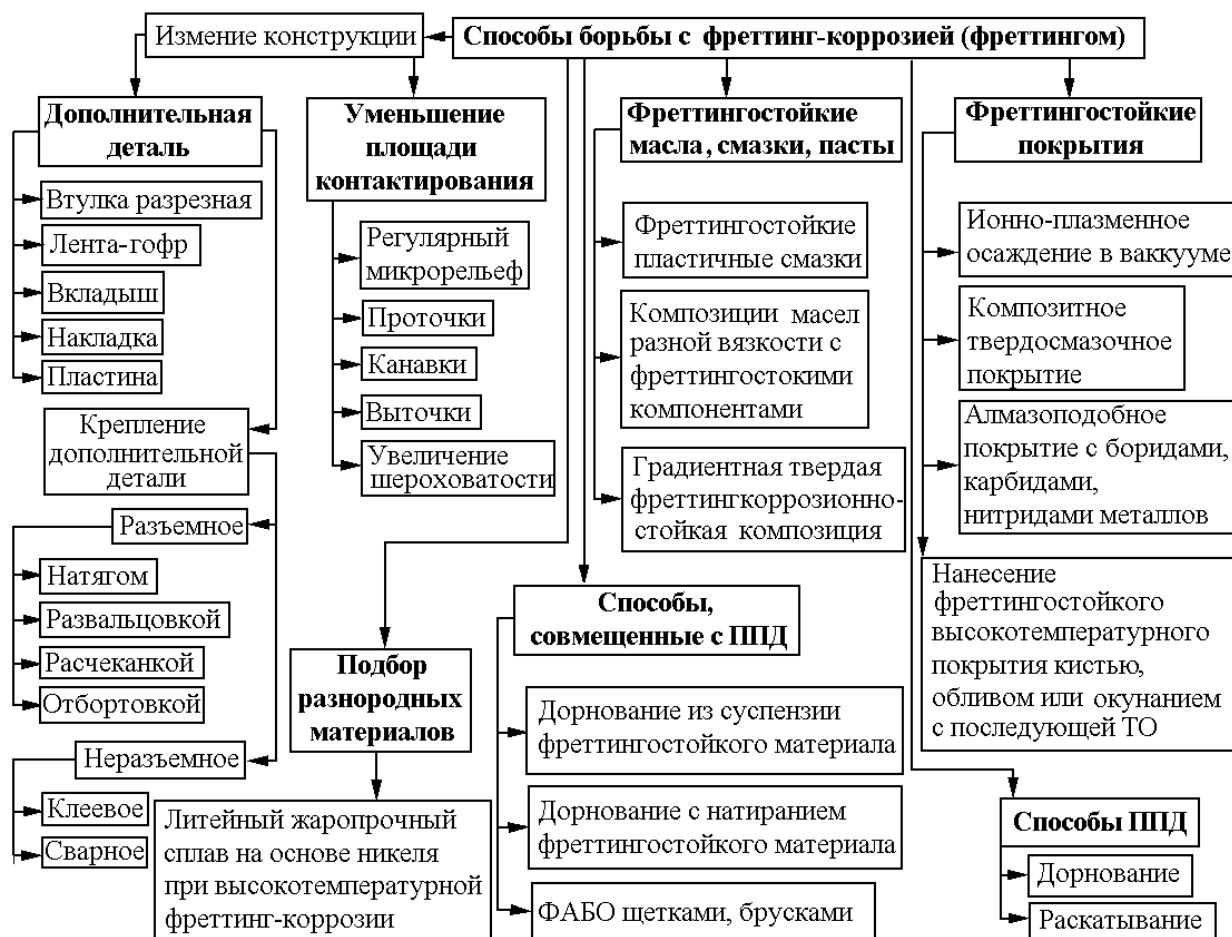 Измение конструкции
Способы борьбы с фреттинг-коррозией (фреттингом)
Дополнительная
деталь
Втулка разрезная
Лента-гофр
Вкладыш
Накладка
Пластина
Крепление
дополнительной
детали
Разъемное
Натягом
Развальцовкой
Расчеканкой
Отбортовкой
Неразъемное
Клеевое
Сварное
Уменьшение
площади
контактирования
Регулярный
микрорельеф
Проточки
Канавки
Выточки
Увеличение
шероховатости
Подбор
разнородных
материалов
Литейный жаропрочный
сплав на основе никеля
при высокотемпературной
фреттинг-коррозии
Фреттингостойкие
масла, смазки, пасты
Фреттингостойкие
пластичные смазки
Композиции масел
разной вязкости с
фреттингостокими
компонентами
Градиентная твердая
фреттингкоррозионно-
стойкая композиция
Способы,
совмещенные с ППД
Дорнование из суспензии
фреттингостойкого материала
Дорнование с натиранием
фреттингостойкого материала
ФАБО щетками, брусками
Фреттингостойкие
покрытия
Ионно-плазменное
осаждение в ваккууме
Композитное
твердосмазочное
покрытие
Алмазоподобное
покрытие с боридами,
карбидами,
нитридами металлов
Нанесение
фреттингостойкого
высокотемпературного
покрытия кистью,
обливом или окунанием
с последующей ТО
Способы ППД
Дорнование
Раскатывание